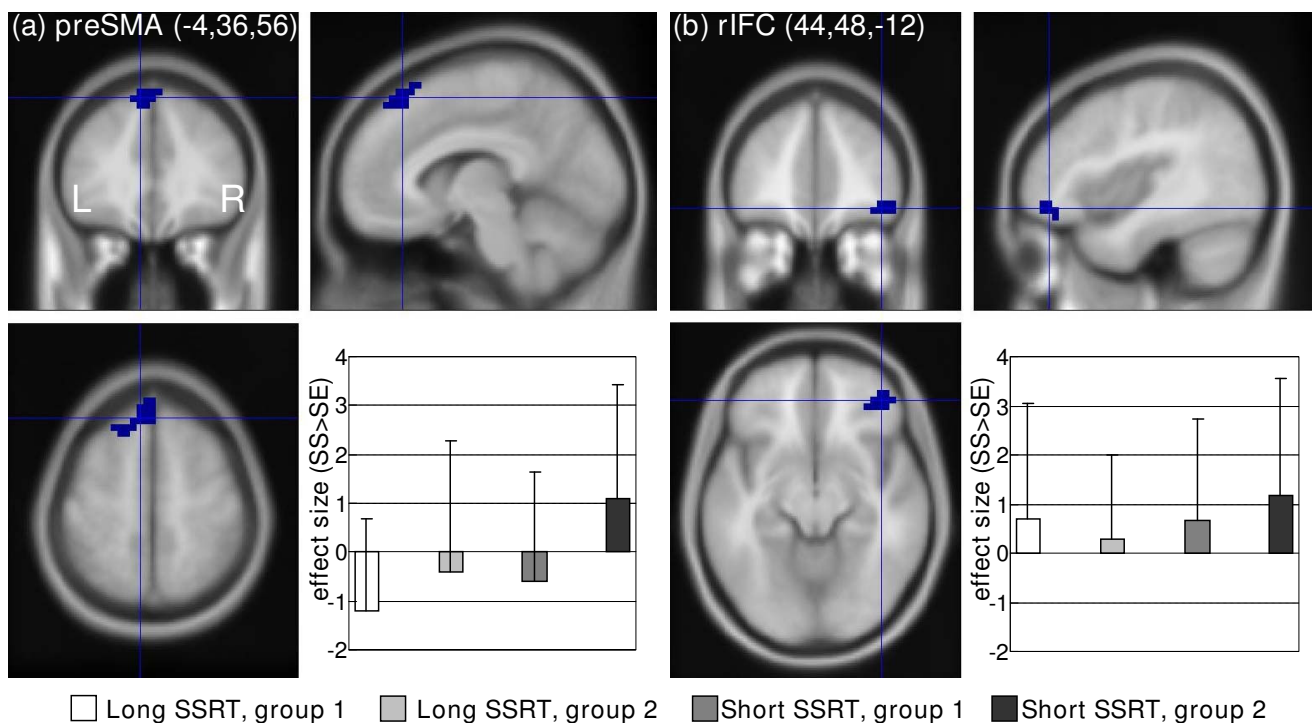 (a) preSMA (-4,36,56)
(b) rIFC (44,48,-12)
L
R
effect size (SS>SE)
4
3
2
1
0
-1
-2
effect size (SS>SE)
4
3
2
1
0
-1
-2
Long SSRT, group 1
Long SSRT, group 2
Short SSRT, group 1
Short SSRT, group 2